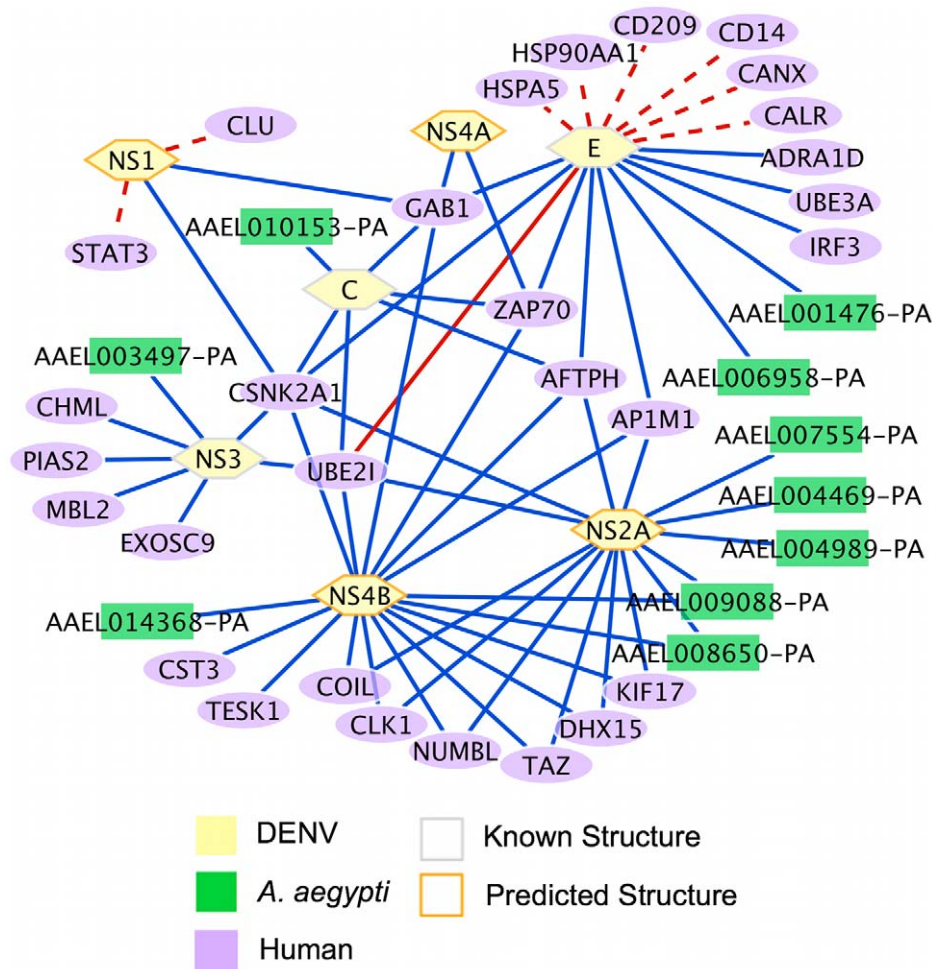 CD209
CD14
HSP90AA1
CANX
HSPA5
CLU
CALR
NS4A
NS1
E
ADRA1D
UBE3A
GAB1
AAEL010153-PA
IRF3
STAT3
C
ZAP70
AAEL001476-PA
AAEL003497-PA
AFTPH
AAEL006958-PA
CSNK2A1
CHML
AP1M1
AAEL007554-PA
PIAS2
NS3
UBE2I
AAEL004469-PA
MBL2
NS2A
EXOSC9
AAEL004989-PA
NS4B
AAEL009088-PA
AAEL014368-PA
AAEL008650-PA
CST3
COIL
KIF17
TESK1
CLK1
DHX15
NUMBL
TAZ
DENV
Known Structure
A. aegypti
Predicted Structure
Human